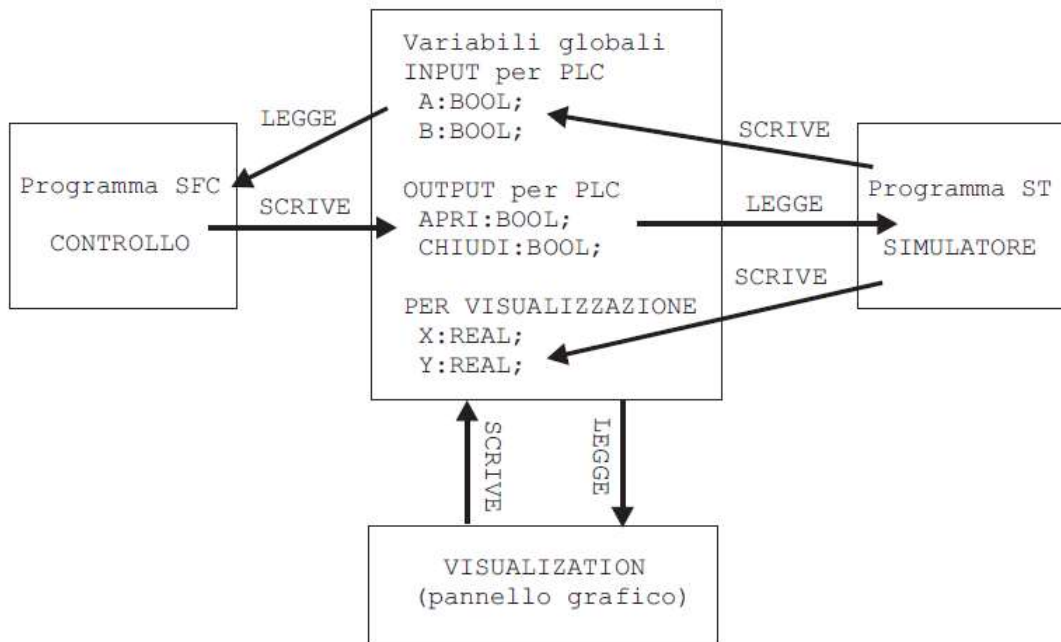 Variabili globali
INPUT per PLC
A:BOOL;
B:BOOL;
LEGGE
SCRIVE
Programma SFC
CONTROLLO
SCRIVE
OUTPUT per PLC
APRI:BOOL;
CHIUDI:BOOL;
LEGGE
Programma ST
SIMULATORE
SCRIVE
PER VISUALIZZAZIONE
X:REAL;
Y:REAL;
SCRIVE
LEGGE
VISUALIZATION
(pannello grafico)